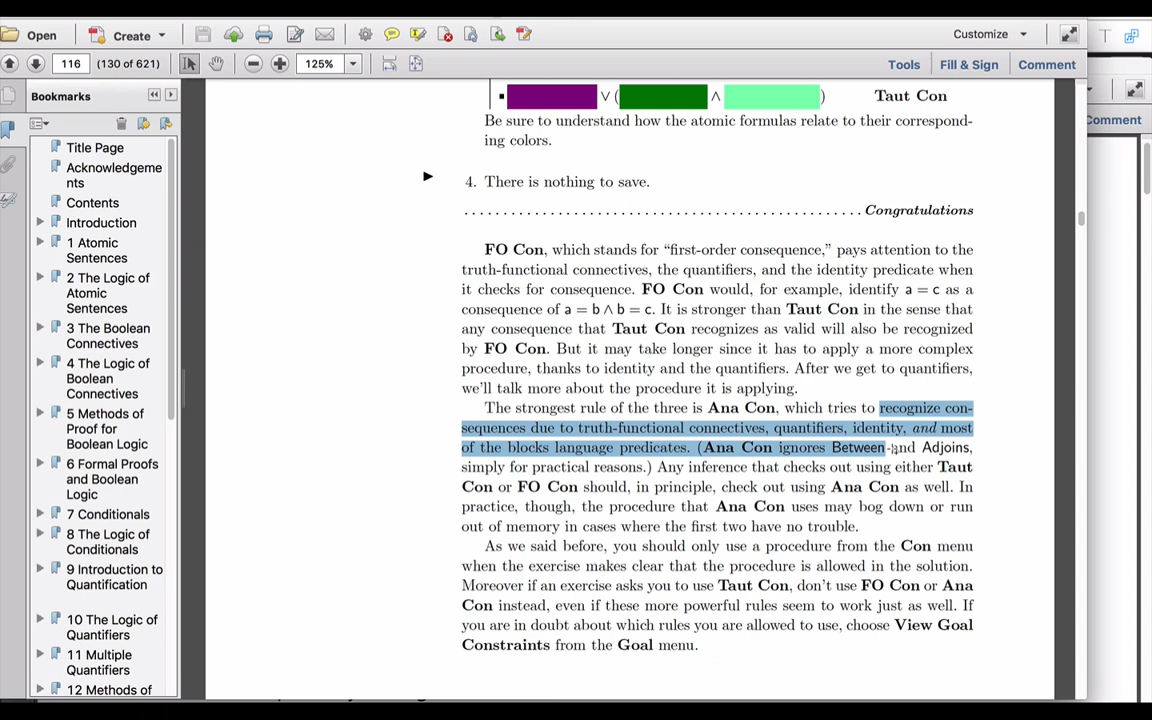 Open
Create
Customize
116
(130 of 621)
125%
Tools
Fill & Sign
Comment
T
Comment
Bookmarks
Title Page
Acknowledgeme
nts
Contents
Introduction
1 Atomic
Sentences
2 The Logic of
Atomic
Sentences
3 The Boolean
Connectives
4 The Logic of
Boolean
Connectives
5 Methods of
Proof for
Boolean Logic
6 Formal Proofs
and Boolean
Logic
7 Conditionals
8 The Logic of
Conditionals
9 Introduction to
Quantification
10 The Logic of
Quantifiers
11 Multiple
Quantifiers
12 Methods of
∨ ( ∧ ) Taut Con
Be sure to understand how the atomic formulas relate to their correspond-
ing colors.
4. There is nothing to save.
. . . . . . . . . . . . . . . . . . . . . . . . . . . . . . . . . . . . . . . . . . . . . . . . . . . . Congratulations
FO Con, which stands for “first-order consequence,” pays attention to the
truth-functional connectives, the quantifiers, and the identity predicate when
it checks for consequence. FO Con would, for example, identify a = c as a
consequence of a = b ∧ b = c. It is stronger than Taut Con in the sense that
any consequence that Taut Con recognizes as valid will also be recognized
by FO Con. But it may take longer since it has to apply a more complex
procedure, thanks to identity and the quantifiers. After we get to quantifiers,
we’ll talk more about the procedure it is applying.
The strongest rule of the three is Ana Con, which tries to recognize con-
sequences due to truth-functional connectives, quantifiers, identity, and most
of the blocks language predicates. (Ana Con ignores Between and Adjoins,
simply for practical reasons.) Any inference that checks out using either Taut
Con or FO Con should, in principle, check out using Ana Con as well. In
practice, though, the procedure that Ana Con uses may bog down or run
out of memory in cases where the first two have no trouble.
As we said before, you should only use a procedure from the Con menu
when the exercise makes clear that the procedure is allowed in the solution.
Moreover if an exercise asks you to use Taut Con, don’t use FO Con or Ana
Con instead, even if these more powerful rules seem to work just as well. If
you are in doubt about which rules you are allowed to use, choose View Goal
Constraints from the Goal menu.